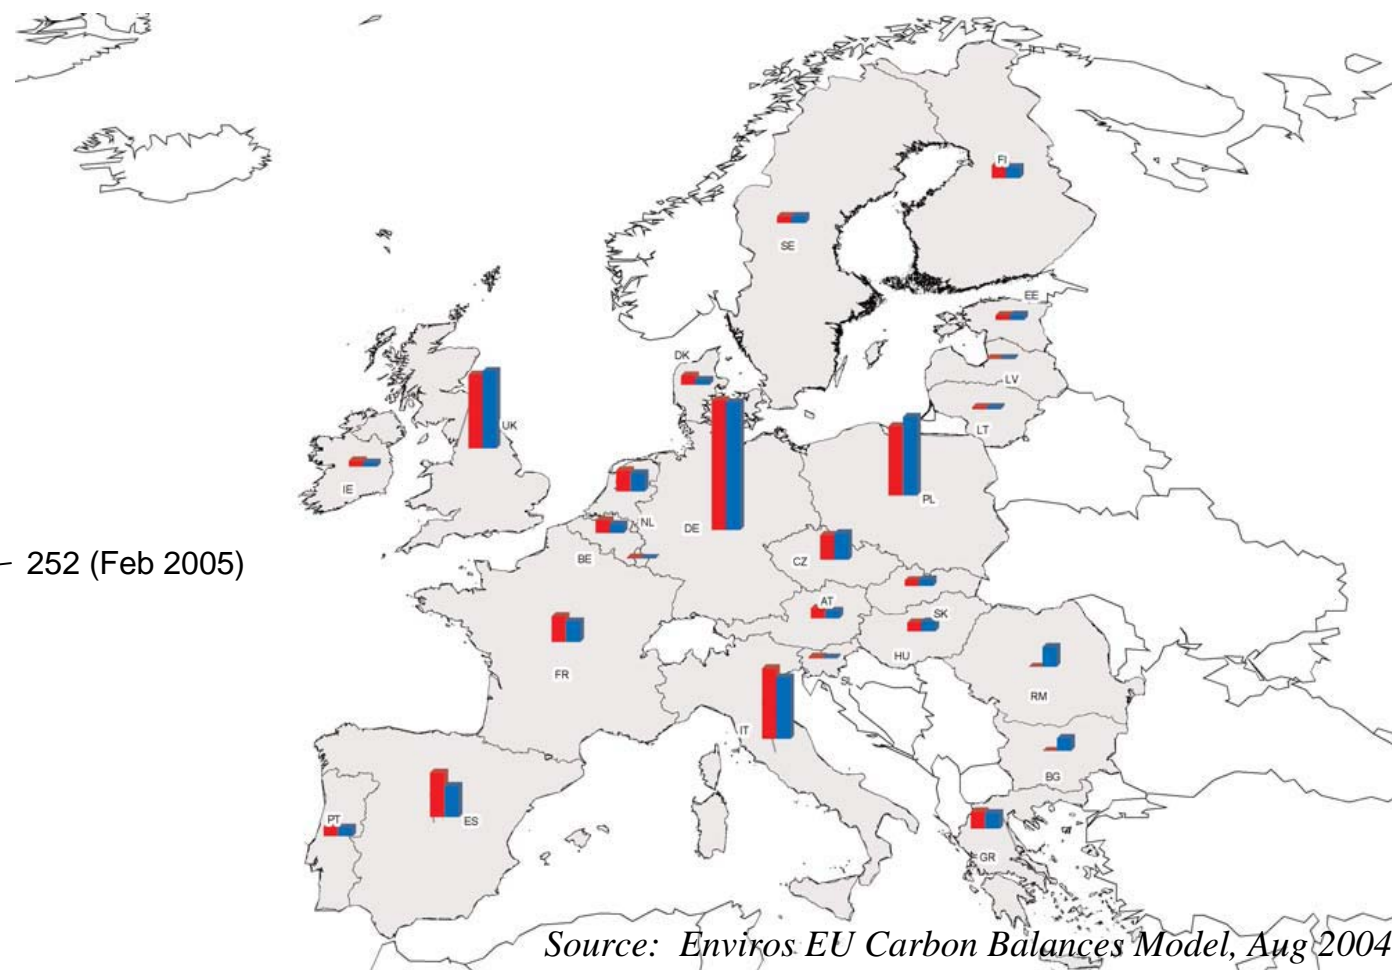 FI
SE
EE
DK
LV
UK
LT
IE
PL
NL
DE
BE
CZ
– 252 (Feb 2005)
AT
SK
HU
FR
SL
RM
IT
BG
PT
ES
GR
Source: Enviros EU Carbon Balances Model, Aug 2004